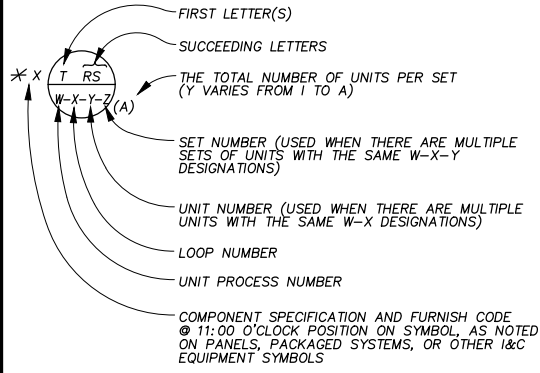 FIRST LETTER(S)
SUCCEEDING LETTERS
* X T RS
THE TOTAL NUMBER OF UNITS PER SET
(Y VARIES FROM 1 TO A)
W-X-Y-Z (A)
SET NUMBER (USED WHEN THERE ARE MULTIPLE
SETS OF UNITS WITH THE SAME W-X-Y
DESIGNATIONS)
UNIT NUMBER (USED WHEN THERE ARE MULTIPLE
UNITS WITH THE SAME W-X DESIGNATIONS)
LOOP NUMBER
UNIT PROCESS NUMBER
COMPONENT SPECIFICATION AND FURNISH CODE
@ 11:00 O'CLOCK POSITION ON SYMBOL, AS NOTED
ON PANELS, PACKAGED SYSTEMS, OR OTHER I&C
EQUIPMENT SYMBOLS